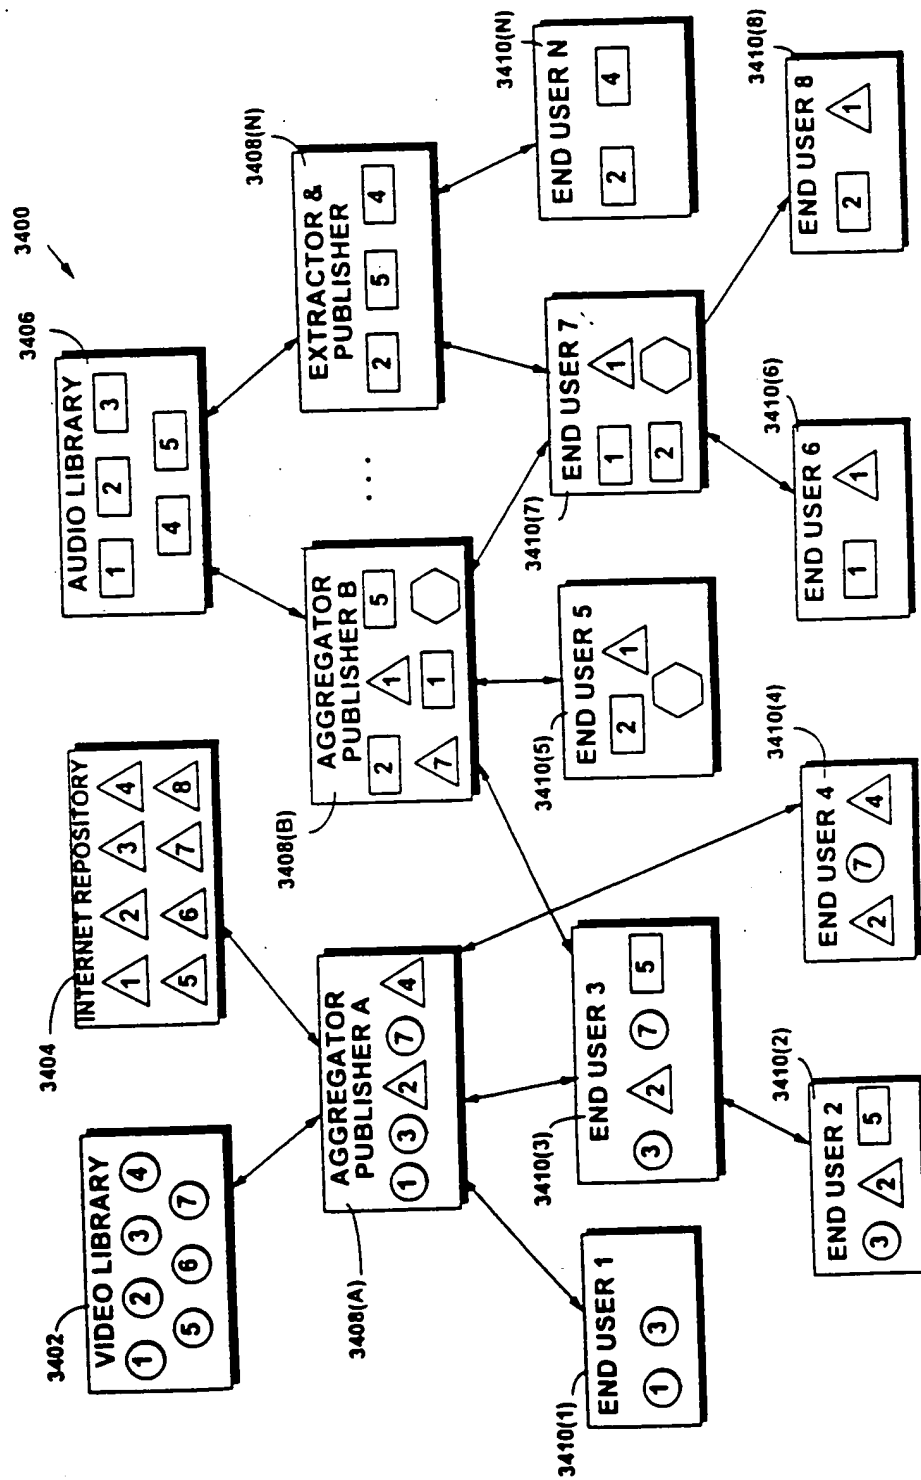 3400
3402
VIDEO LIBRARY
1 2 3 4
5 6 7
3404
INTERNET REPOSITORY
1 2 3 4
5 6 7 8
3406
AUDIO LIBRARY
1 2 3
4 5
3408(A)
AGGREGATOR
PUBLISHER A
1 3 2 7 4
3408(B)
AGGREGATOR
PUBLISHER B
2 1 5
7 1
...
3408(N)
EXTRACTOR &
PUBLISHER
2 5 4
3410(1)
END USER 1
1 3
3410(3)
END USER 3
3 2 7 5
3410(5)
END USER 5
2 1
3410(7)
END USER 7
1 1
2
3410(N)
END USER N
2 4
3410(2)
END USER 2
3 2 5
3410(4)
END USER 4
2 7 4
3410(6)
END USER 6
1 1
3410(8)
END USER 8
2 1